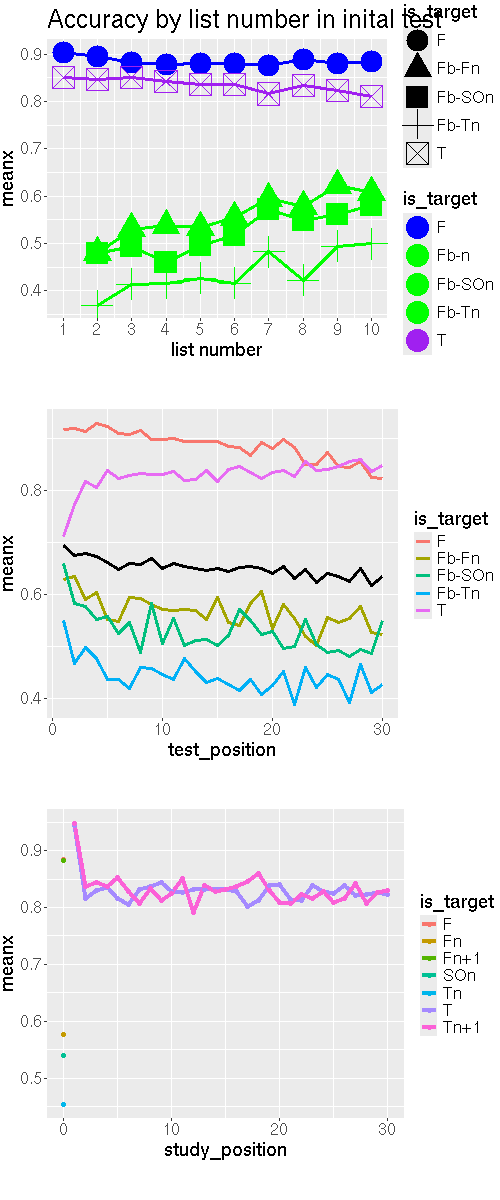 Accuracy by list number in inital test
is_target
F
Fb-Fn
Fb-SOn
Fb-Tn
T
is_target
F
Fb-n
Fb-SOn
Fb-Tn
T
meanx
0.9
0.8
0.7
0.6
0.5
0.4
1 2 3 4 5 6 7 8 9 10
list number
meanx
0.8
0.6
0.4
0 10 20 30
test_position
is_target
F
Fb-Fn
Fb-SOn
Fb-Tn
T
meanx
0.9
0.8
0.7
0.6
0.5
0 10 20 30
study_position
is_target
F
Fn
Fn+1
SOn
Tn
T
Tn+1